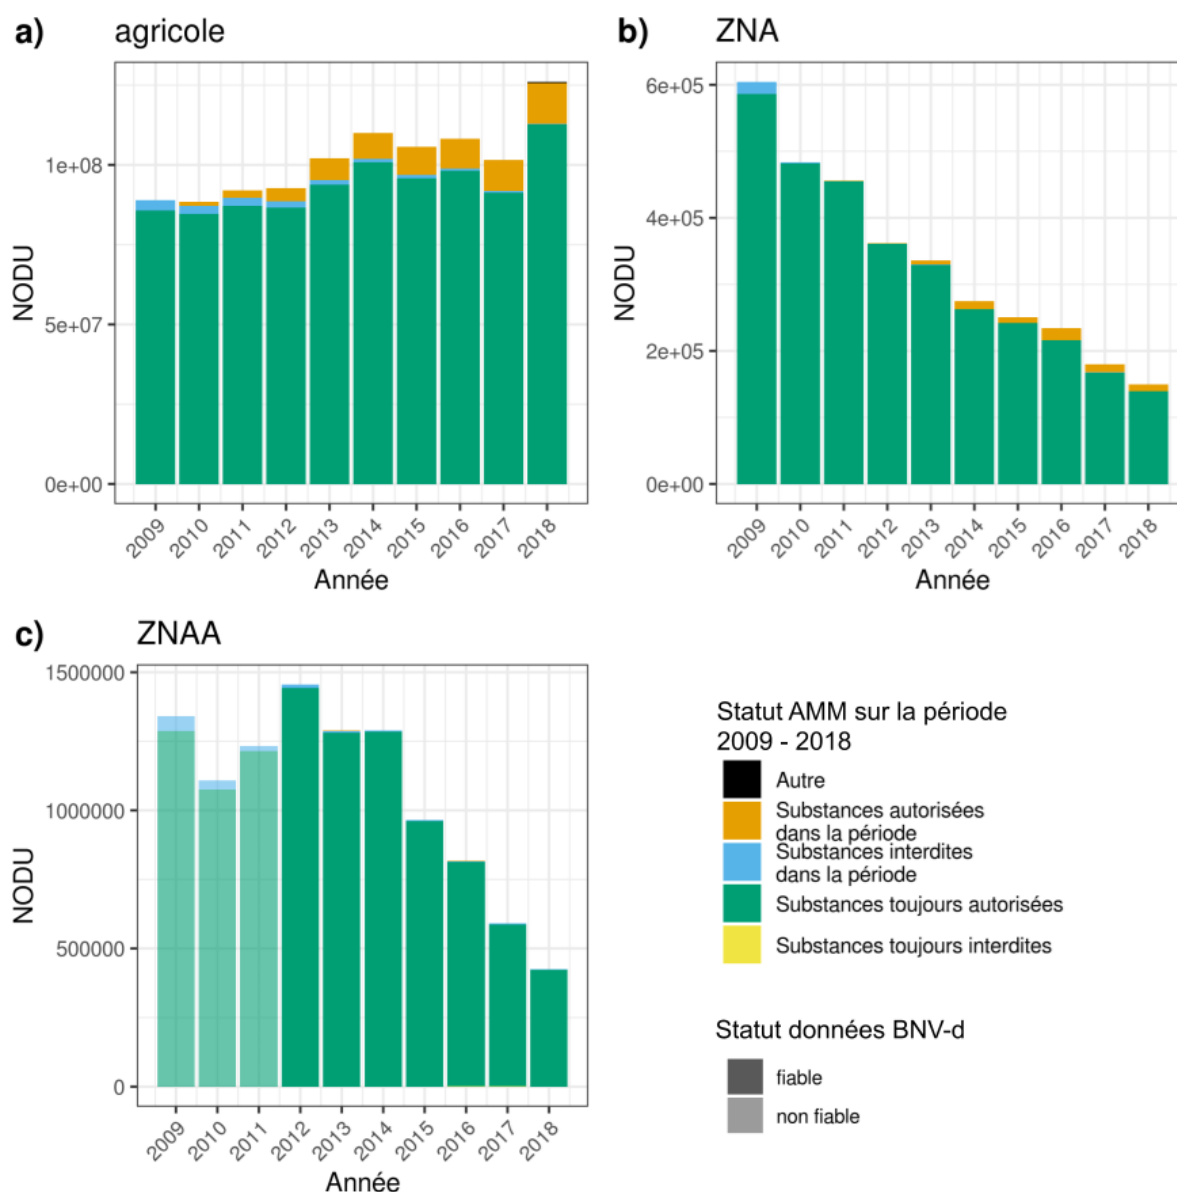 a) agricole
1e+08
5e+07
0e+00
NODU
2009 2010 2011 2012 2013 2014 2015 2016 2017 2018
Année
b) ZNA
6e+05
4e+05
2e+05
0e+00
NODU
2009 2010 2011 2012 2013 2014 2015 2016 2017 2018
Année
c) ZNAA
1500000
1000000
500000
0
NODU
2009 2010 2011 2012 2013 2014 2015 2016 2017 2018
Année
Statut AMM sur la période
2009 - 2018
Autre
Substances autorisées
dans la période
Substances interdites
dans la période
Substances toujours autorisées
Substances toujours interdites
Statut données BNV-d
fiable
non fiable